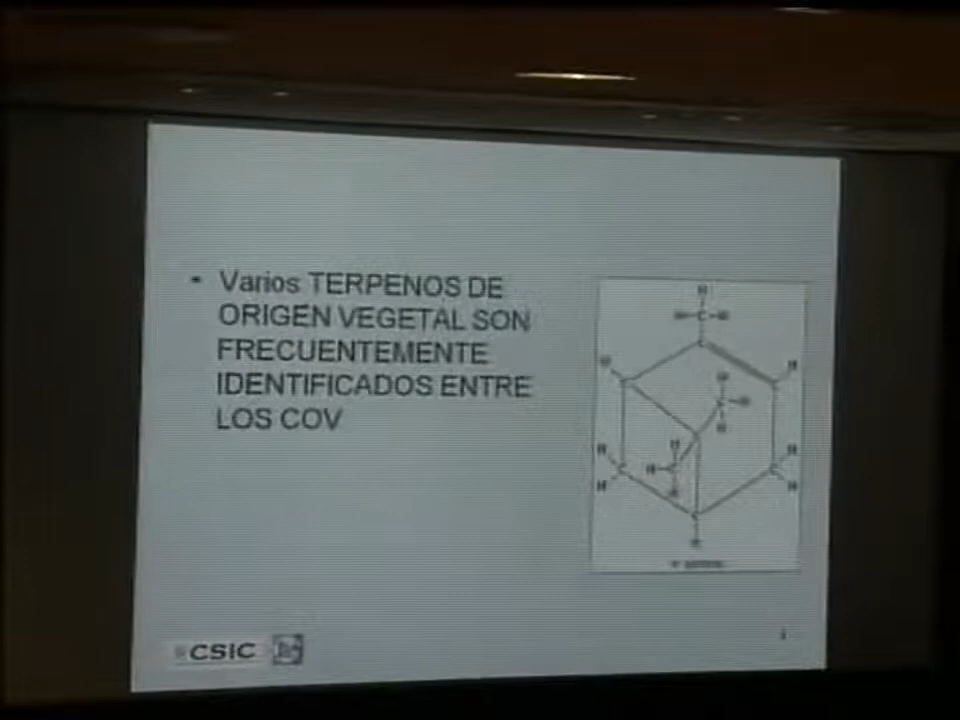 • Varios TERPENOS DE
ORIGEN VEGETAL SON
FRECUENTEMENTE
IDENTIFICADOS ENTRE
LOS COV
H
H C H
C
H
H
H
C
H
H
H
H C
H
H
C
H
C
H
H
C
CSIC